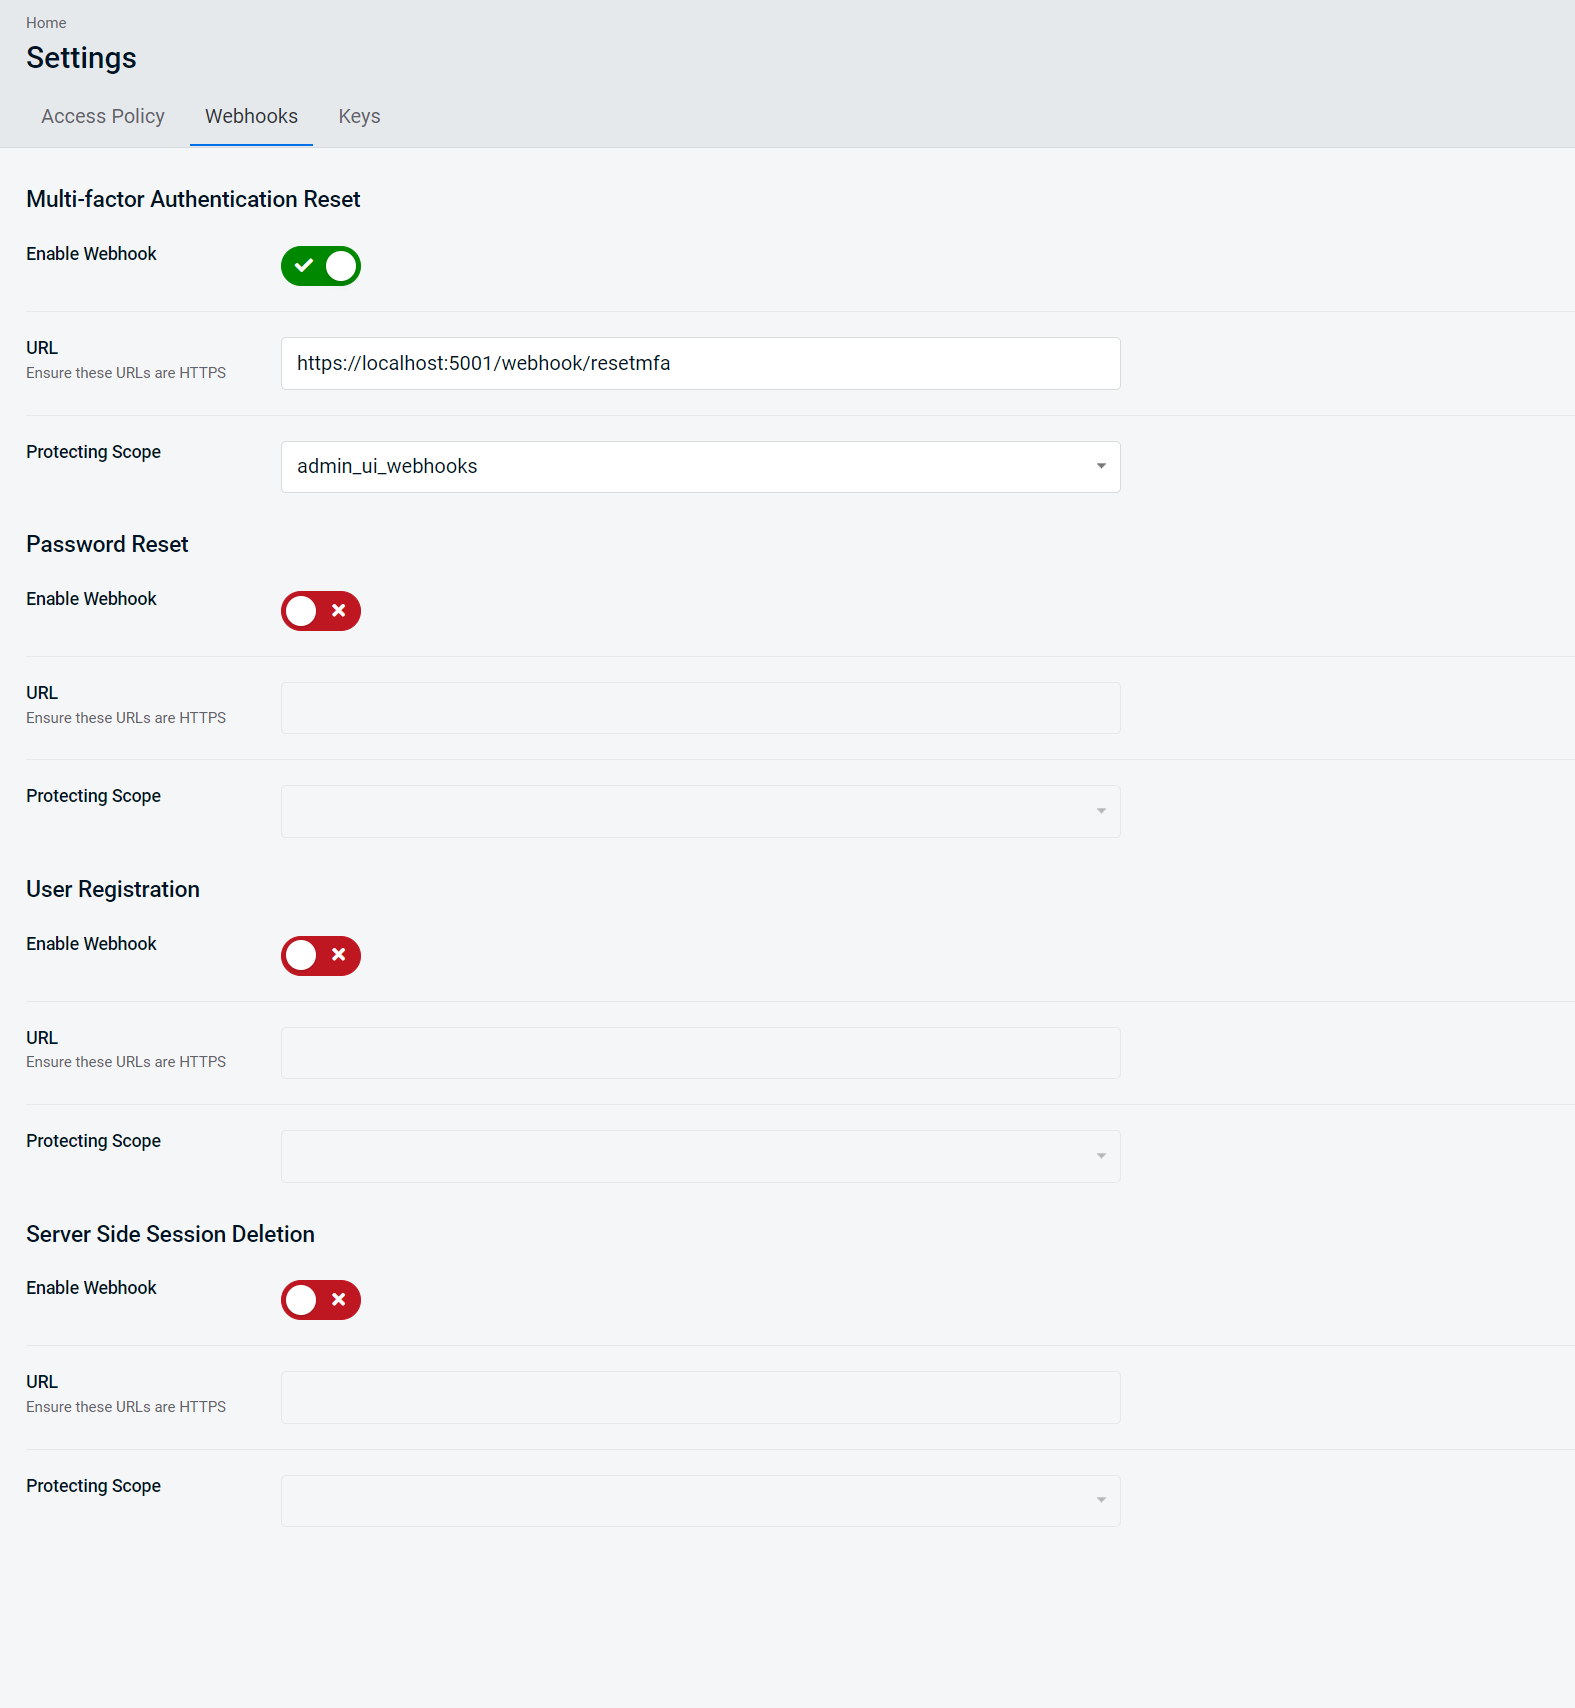 Home
Settings
Access Policy Webhooks Keys
Multi-factor Authentication Reset
Enable Webhook
URL
Ensure these URLs are HTTPS
https://localhost:5001/webhook/resetmfa
Protecting Scope
admin_ui_webhooks
Password Reset
Enable Webhook
URL
Ensure these URLs are HTTPS
Protecting Scope
User Registration
Enable Webhook
URL
Ensure these URLs are HTTPS
Protecting Scope
Server Side Session Deletion
Enable Webhook
URL
Ensure these URLs are HTTPS
Protecting Scope